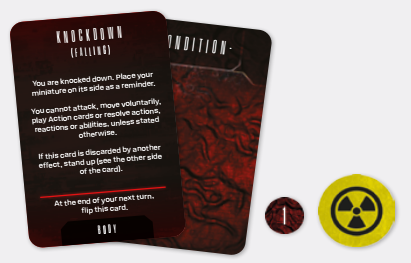 KNOCKDOWN
(FALLING)
You are knocked down. Place your
miniature on its side as a reminder.
You cannot attack, move voluntarily,
play Action cards or resolve actions,
reactions or abilities, unless stated
otherwise.
If this card is discarded by another
effect, stand up (see the other side
of the card).
At the end of your next turn,
flip this card.
BODY
ONDITION·
1